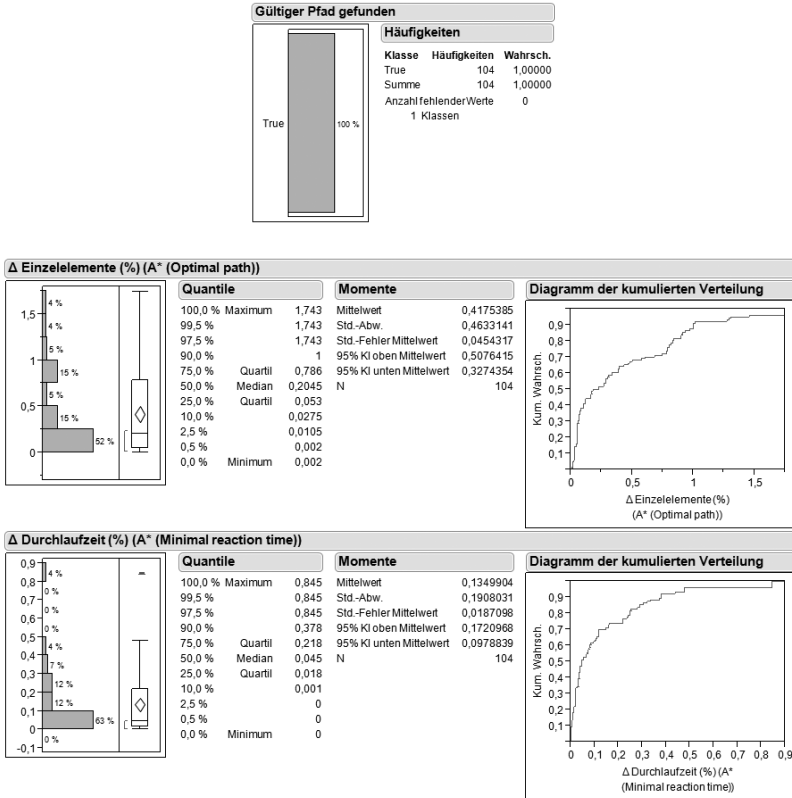 Gültiger Pfad gefunden
Häufigkeiten
Klasse Häufigkeiten Wahrsch.
True 104 1,00000
Summe 104 1,00000
Anzahl fehlenderWerte 0
1 Klassen
True
100 %
Δ Einzelelemente (%) (A* (Optimal path))
1,5
1
0,5
0
4 %
4 %
5 %
15 %
5 %
15 %
52 %
Quantile
100,0 % Maximum 1,743
99,5 % 1,743
97,5 % 1,743
90,0 % 1
75,0 % Quartil 0,786
50,0 % Median 0,2045
25,0 % Quartil 0,053
10,0 % 0,0275
2,5 % 0,0105
0,5 % 0,002
0,0 % Minimum 0,002
Momente
Mittelwert 0,4175385
Std.-Abw. 0,4633141
Std.-Fehler Mittelwert 0,0454317
95% KI oben Mittelwert 0,5076415
95% KI unten Mittelwert 0,3274354
N 104
Diagramm der kumulierten Verteilung
Kum. Wahrsch.
0,9
0,8
0,7
0,6
0,5
0,4
0,3
0,2
0,1
0 0,5 1 1,5
Δ Einzelelemente (%)
(A* (Optimal path))
Δ Durchlaufzeit (%) (A* (Minimal reaction time))
0,9
0,8
0,7
0,6
0,5
0,4
0,3
0,2
0,1
0
-0,1
4 %
0 %
0 %
0 %
4 %
7 %
12 %
12 %
63 %
0 %
Quantile
100,0 % Maximum 0,845
99,5 % 0,845
97,5 % 0,845
90,0 % 0,378
75,0 % Quartil 0,218
50,0 % Median 0,045
25,0 % Quartil 0,018
10,0 % 0,001
2,5 % 0
0,5 % 0
0,0 % Minimum 0
Momente
Mittelwert 0,1349904
Std.-Abw. 0,1908031
Std.-Fehler Mittelwert 0,0187098
95% KI oben Mittelwert 0,1720968
95% KI unten Mittelwert 0,0978839
N 104
Diagramm der kumulierten Verteilung
Kum. Wahrsch.
0,9
0,8
0,7
0,6
0,5
0,4
0,3
0,2
0,1
0 0,1 0,2 0,3 0,4 0,5 0,6 0,7 0,8 0,9
Δ Durchlaufzeit (%) (A*
(Minimal reaction time))